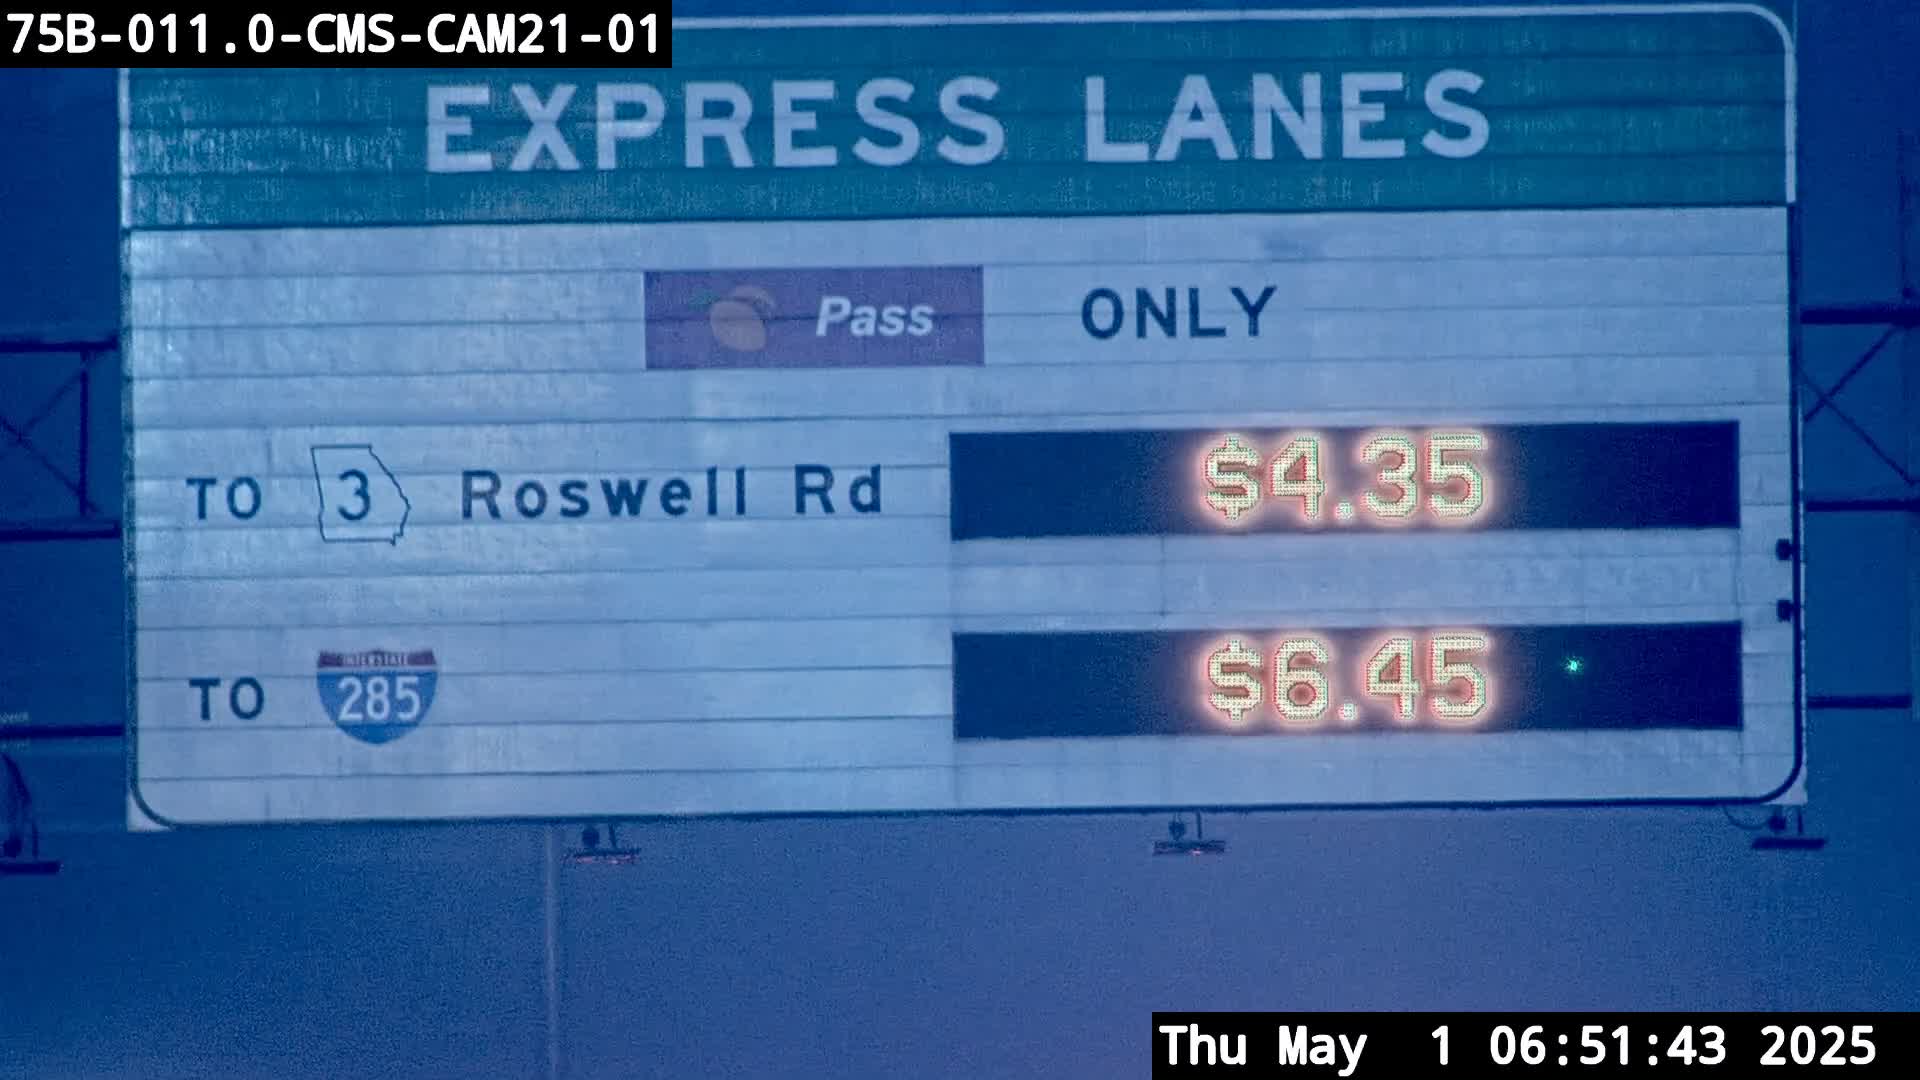 75B-011.0-CMS-CAM21-01
EXPRESS LANES
Pass ONLY
TO 3 Roswell Rd $4.35
INTERSTATE
TO 285 $6.45
Thu May 1 06:51:43 2025